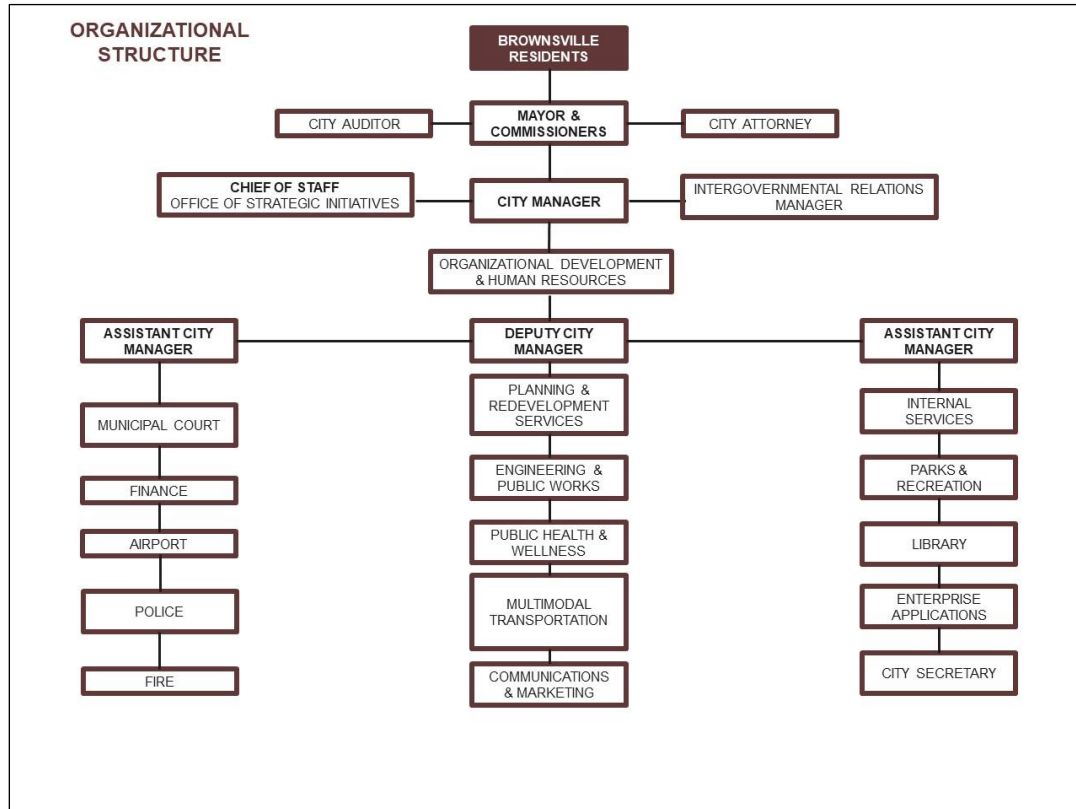 ORGANIZATIONAL
STRUCTURE
BROWNSVILLE
RESIDENTS
CITY AUDITOR
MAYOR &
COMMISSIONERS
CITY ATTORNEY
CHIEF OF STAFF
OFFICE OF STRATEGIC INITIATIVES
CITY MANAGER
INTERGOVERNMENTAL RELATIONS
MANAGER
ORGANIZATIONAL DEVELOPMENT
& HUMAN RESOURCES
ASSISTANT CITY
MANAGER
DEPUTY CITY
MANAGER
ASSISTANT CITY
MANAGER
MUNICIPAL COURT
FINANCE
AIRPORT
POLICE
FIRE
PLANNING &
REDEVELOPMENT
SERVICES
ENGINEERING &
PUBLIC WORKS
PUBLIC HEALTH &
WELLNESS
MULTIMODAL
TRANSPORTATION
COMMUNICATIONS
& MARKETING
INTERNAL
SERVICES
PARKS &
RECREATION
LIBRARY
ENTERPRISE
APPLICATIONS
CITY SECRETARY